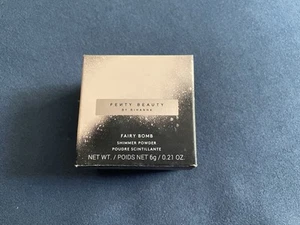 FENTY BEAUTY
BY RIHANNA
FAIRY BOMB
SHIMMER POWDER
POUDRE SCINTILLANTE
NET WT. / POIDS NET 6g / 0.21 OZ.